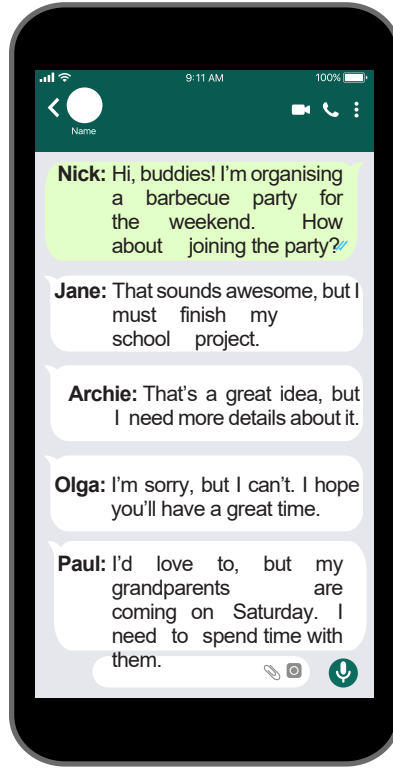 9:11 AM
100%
Name
Nick: Hi, buddies! I'm organising
a barbecue party for
the weekend. How
about joining the party?
Jane: That sounds awesome, but I
must finish my
school project.
Archie: That's a great idea, but
I need more details about it.
Olga: I'm sorry, but I can't. I hope
you'll have a great time.
Paul: I'd love to, but my
grandparents are
coming on Saturday. I
need to spend time with
them.